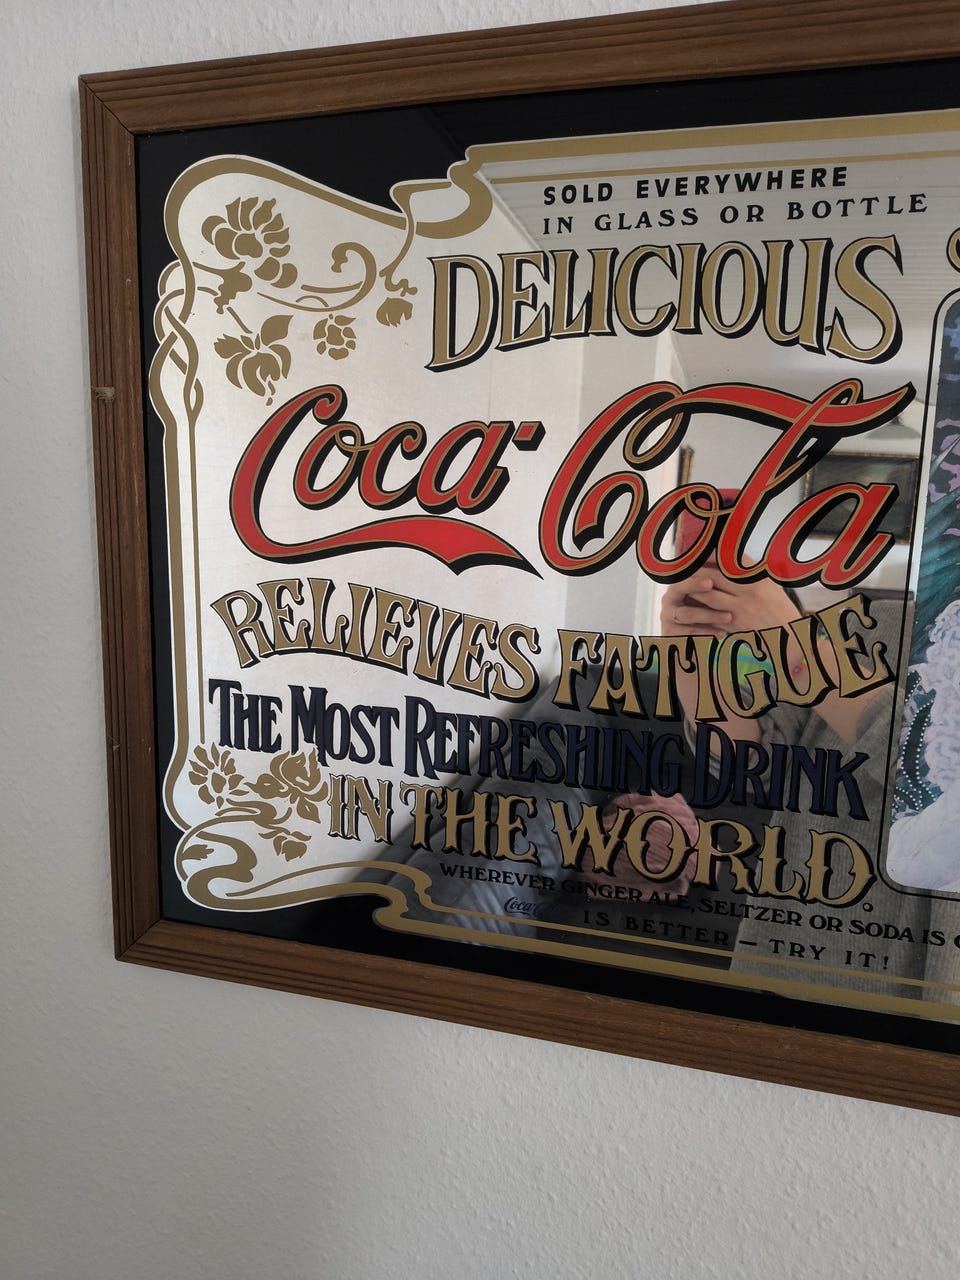 SOLD EVERYWHERE
IN GLASS OR BOTTLE
DELICIOUS
Coca-Cola
RELIEVES FATIGUE
THE MOST REFRESHING DRINK
IN THE WORLD.
WHEREVER GINGER ALE, SELTZER OR SODA IS
Coca-C
IS BETTER — TRY IT!